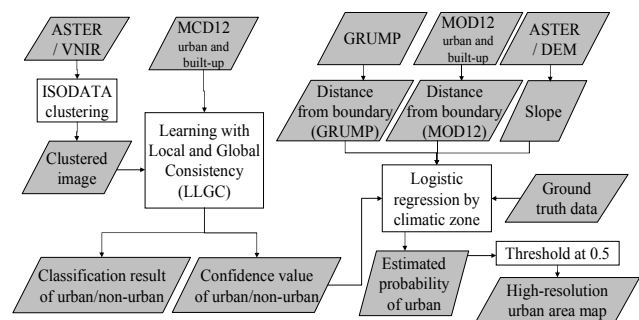 ASTER
/ VNIR
MCD12
urban and
built-up
GRUMP
MOD12
urban and
built-up
ASTER
/ DEM
ISODATA
clustering
Distance
from boundary
(GRUMP)
Distance
from boundary
(MOD12)
Slope
Clustered
image
Learning with
Local and Global
Consistency
(LLGC)
Logistic
regression by
climatic zone
Ground
truth data
Classification result
of urban/non-urban
Confidence value
of urban/non-urban
Estimated
probability
of urban
Threshold at 0.5
High-resolution
urban area map